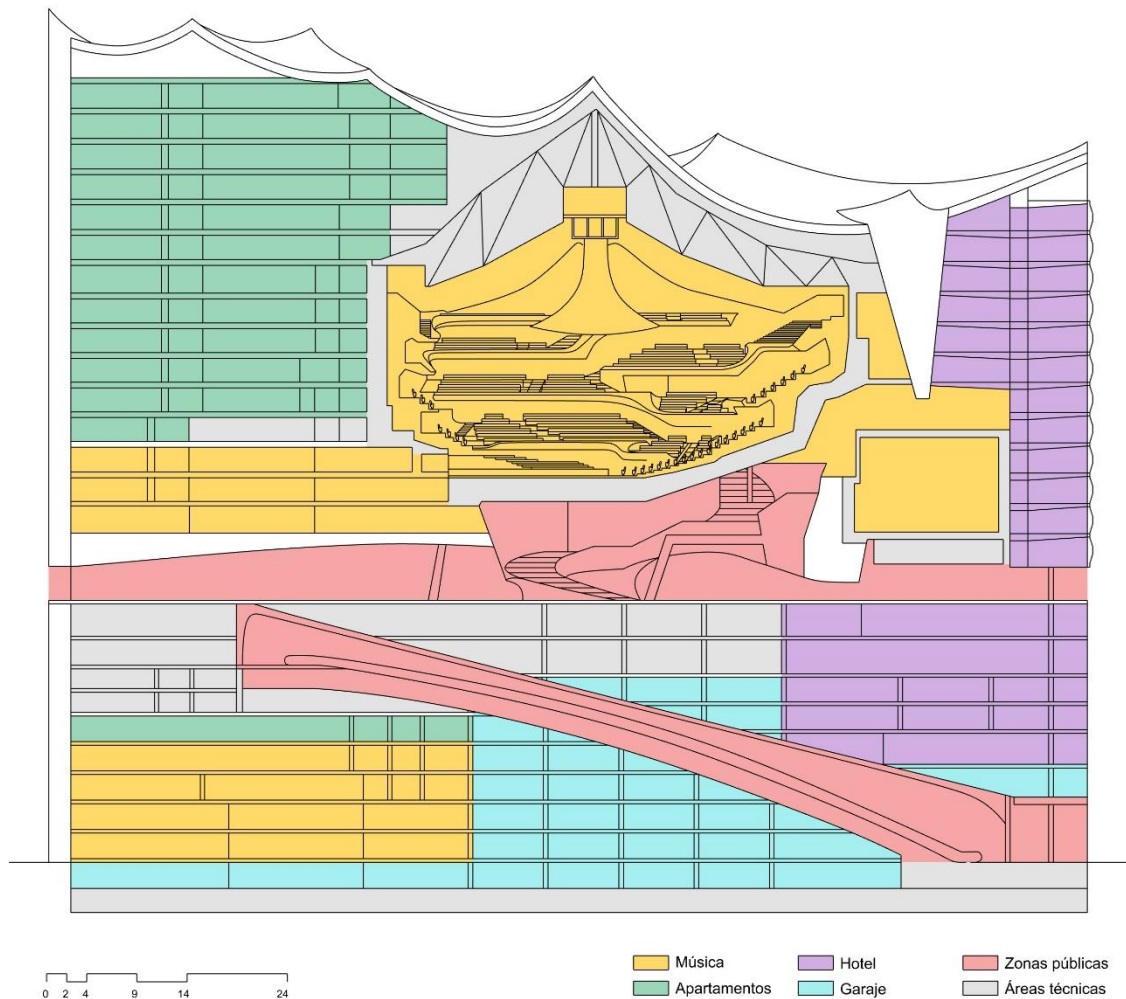 Música
Hotel
Zonas públicas
Apartamentos
Garaje
Áreas técnicas
0 2 4 9 14 24